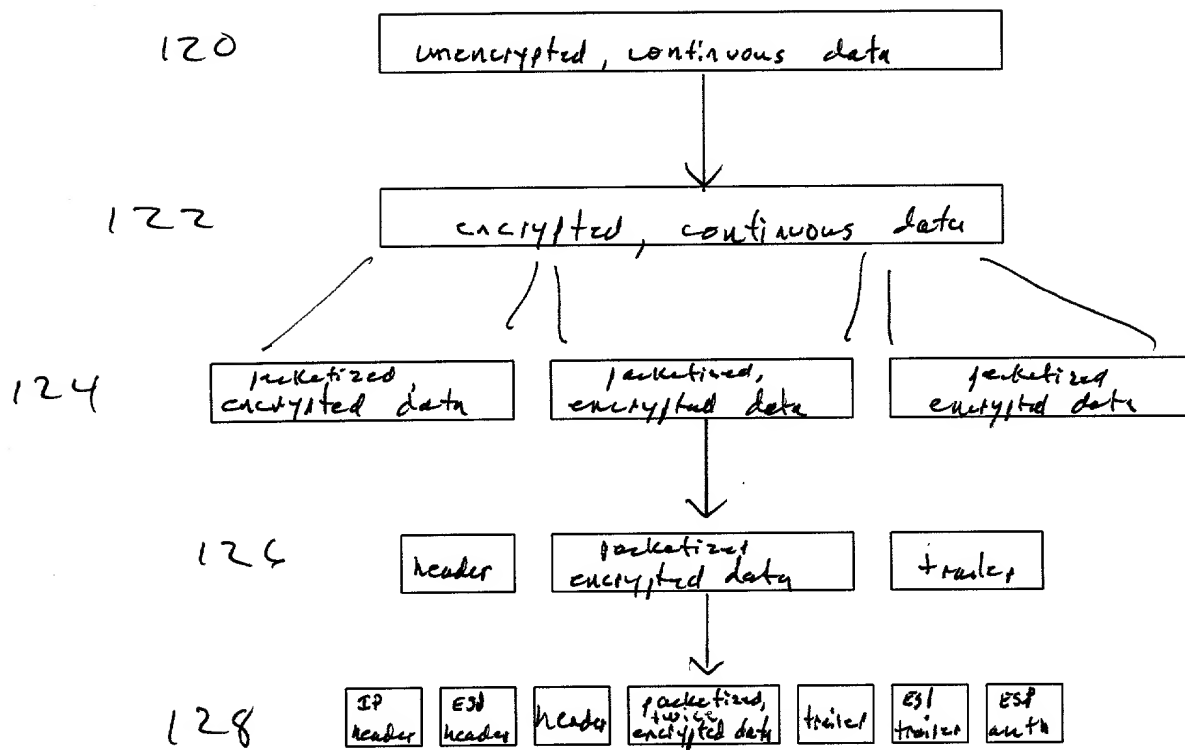 120
unencrypted, continuous data
122
encrypted, continuous data
124
packetized,
encrypted data
packetized,
encrypted data
packetized
encrypted data
126
header
packetized
encrypted data
trailer
128
IP
header
ESP
header
header
packetized,
twice
encrypted data
trailer
ESP
trailer
ESP
auth